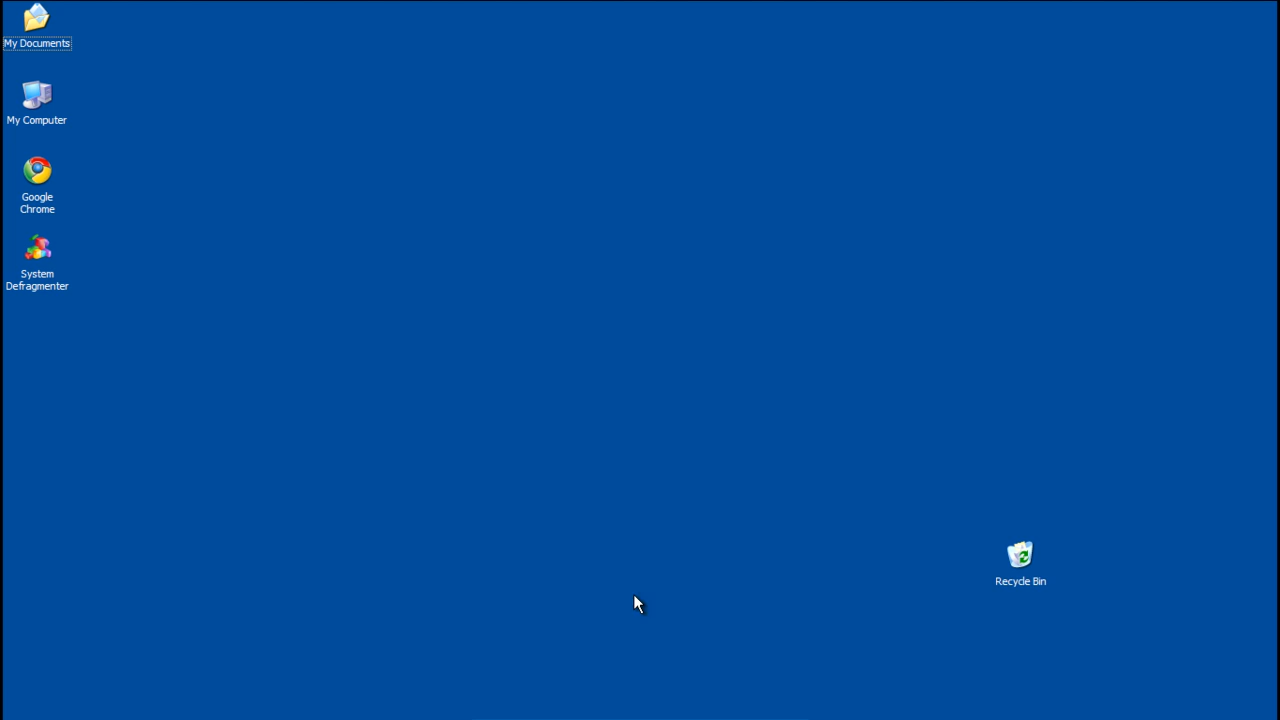 My Documents
My Computer
Google
Chrome
System
Defragmenter
Recycle Bin